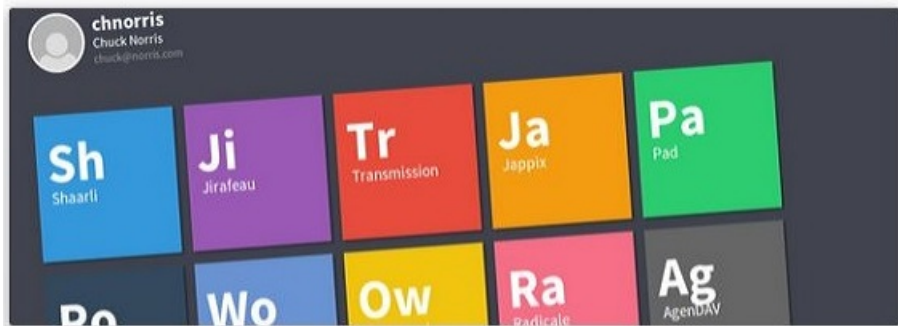 chnorris
Chuck Norris
chuck@norris.com
Sh
Shaarli
Ji
Jirafeau
Tr
Transmission
Ja
Jappix
Pa
Pad
Wo
Ow
Ra
Radicale
Ag
AgenDAV